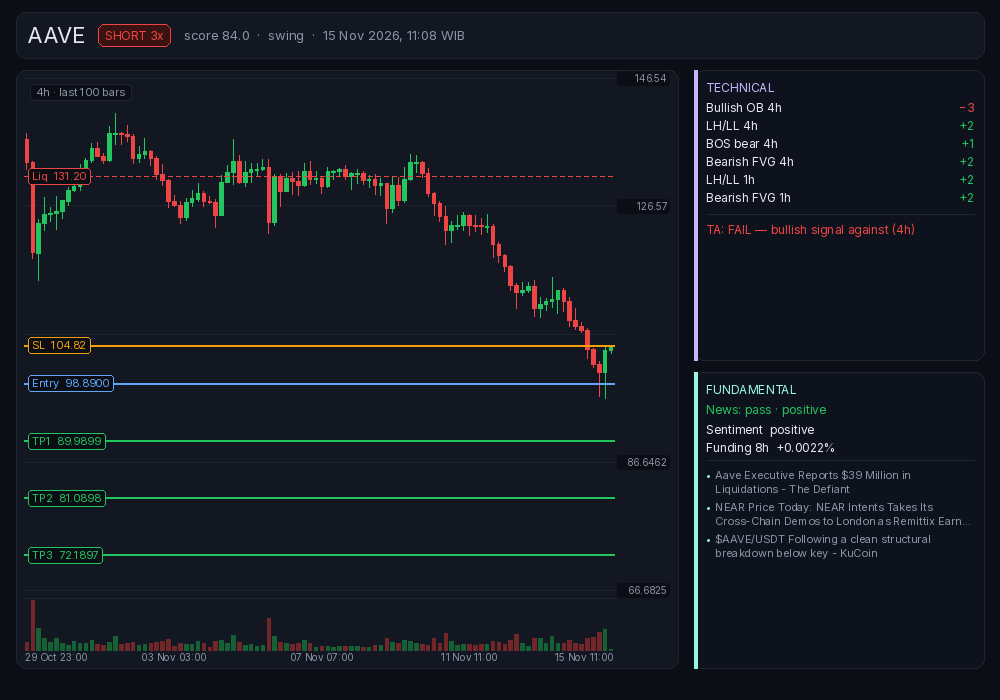 AAVE SHORT 3x score 84.0 · swing · 15 Nov 2026, 11:08 WIB
4h · last 100 bars
146.54
Liq 131.20
126.57
SL 104.82
Entry 98.8900
TP1 89.9899
86.6462
TP2 81.0898
TP3 72.1897
66.6825
29 Oct 23:00 03 Nov 03:00 07 Nov 07:00 11 Nov 11:00 15 Nov 11:00
TECHNICAL
Bullish OB 4h −3
LH/LL 4h +2
BOS bear 4h +1
Bearish FVG 4h +2
LH/LL 1h +2
Bearish FVG 1h +2
TA: FAIL — bullish signal against (4h)
FUNDAMENTAL
News: pass · positive
Sentiment positive
Funding 8h +0.0022%
• Aave Executive Reports $39 Million in
Liquidations - The Defiant
• NEAR Price Today: NEAR Intents Takes Its
Cross-Chain Demos to London as Remittix Earn…
• $AAVE/USDT Following a clean structural
breakdown below key - KuCoin